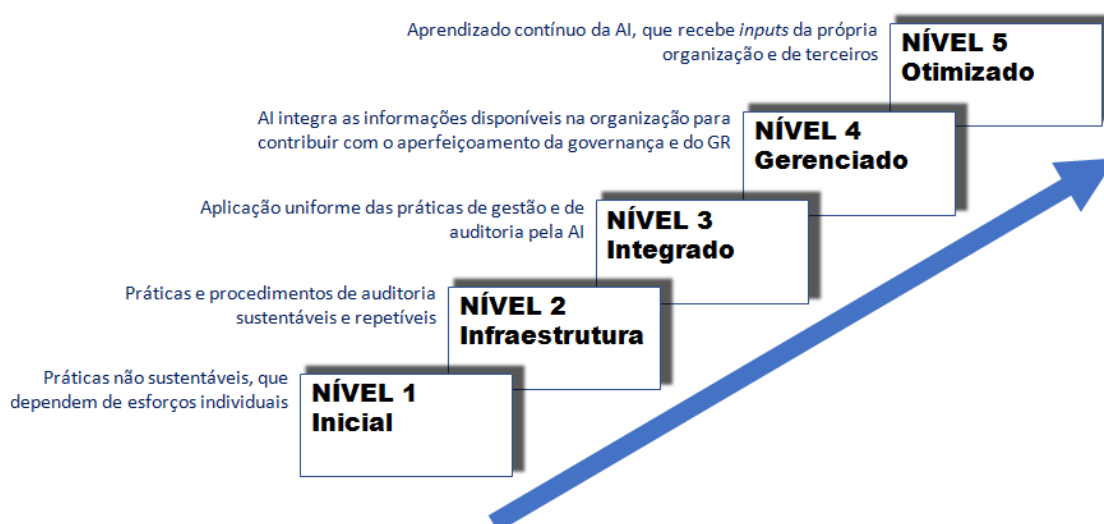 Aprendizado contínuo da AI, que recebe inputs da própria
organização e de terceiros
NÍVEL 5
Otimizado
AI integra as informações disponíveis na organização para
contribuir com o aperfeiçoamento da governança e do GR
NÍVEL 4
Gerenciado
Aplicação uniforme das práticas de gestão e de
auditoria pela AI
NÍVEL 3
Integrado
Práticas e procedimentos de auditoria
sustentáveis e repetíveis
NÍVEL 2
Infraestrutura
Práticas não sustentáveis, que
dependem de esforços individuais
NÍVEL 1
Inicial